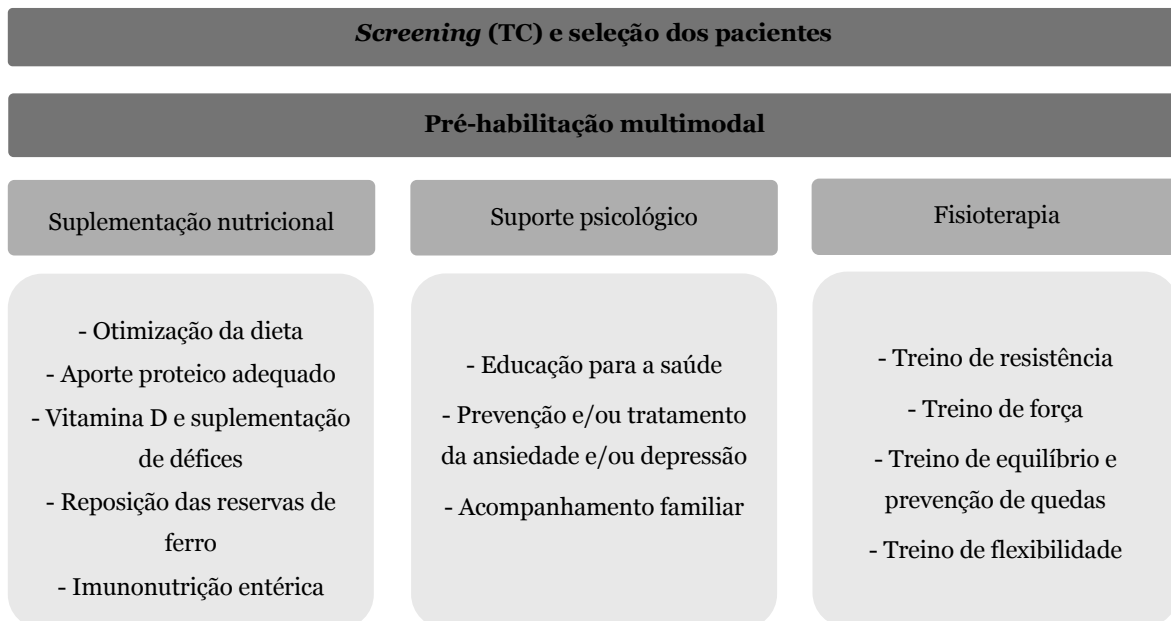 Screening (TC) e seleção dos pacientes
Pré-habilitação multimodal
Suplementação nutricional
- Otimização da dieta
- Aporte proteico adequado
- Vitamina D e suplementação
de défices
- Reposição das reservas de
ferro
- Imunonutrição entérica
Suporte psicológico
- Educação para a saúde
- Prevenção e/ou tratamento
da ansiedade e/ou depressão
- Acompanhamento familiar
Fisioterapia
- Treino de resistência
- Treino de força
- Treino de equilíbrio e
prevenção de quedas
- Treino de flexibilidade